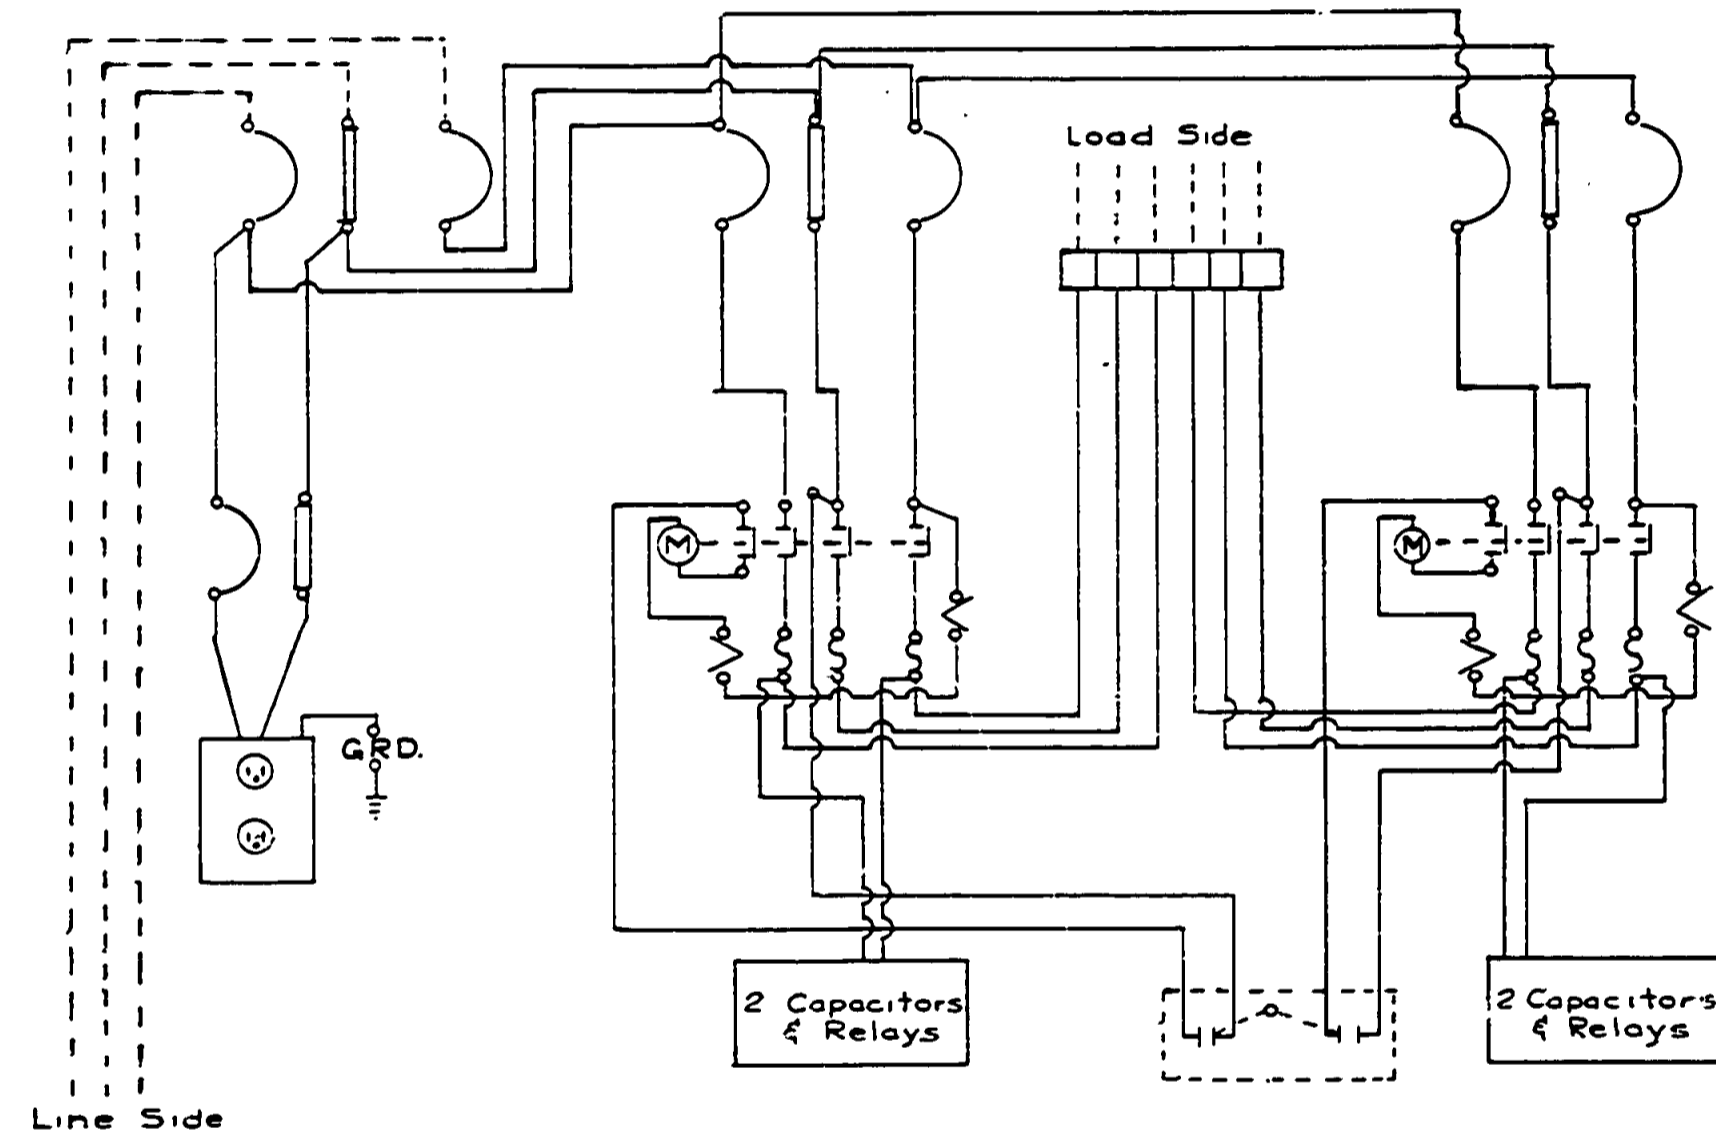 Load Side
M
M
GRD.
2 Capacitors
& Relays
2 Capacitors
& Relays
Line Side